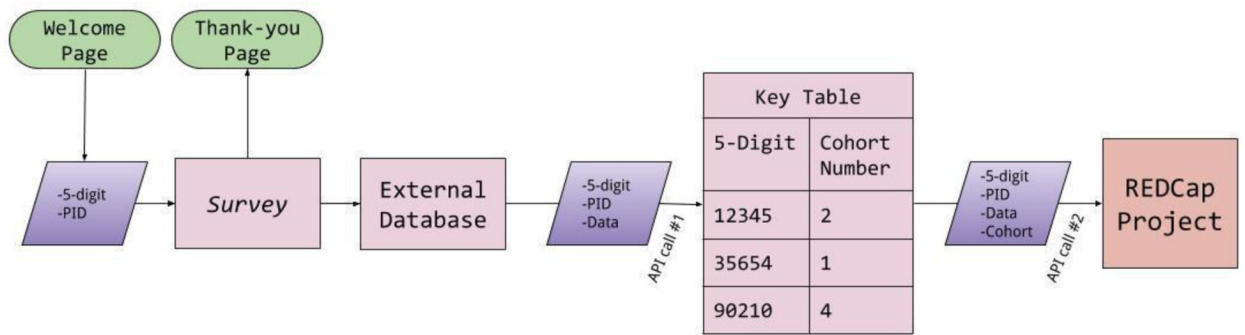 Welcome
Page
Thank-you
Page
-5-digit
-PID
Survey
External
Database
-5-digit
-PID
-Data
API call #1
Key Table
5-Digit Cohort
Number
12345 2
35654 1
90210 4
-5-digit
-PID
-Data
-Cohort
API call #2
REDCap
Project